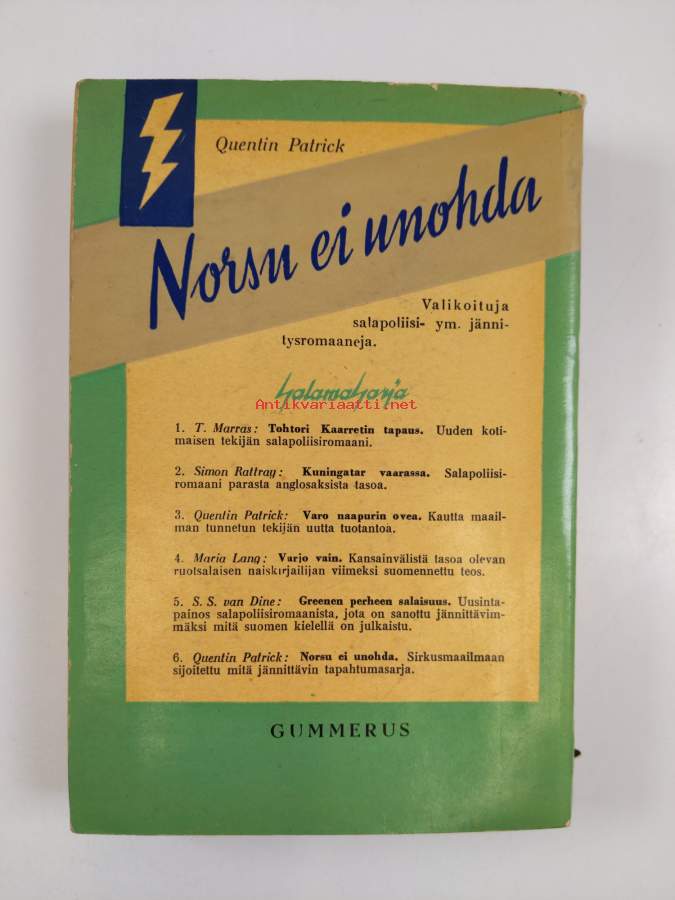 Quentin Patrick
Norsu ei unohda
Valikoituja
salapoliisi- ym. jänni-
tysromaaneja.
Salamasarja
Antikvariaatti.net
1. T. Marras: Tohtori Kaarretin tapaus. Uuden koti-
maisen tekijän salapoliisiromaani.
2. Simon Rattray: Kuningatar vaarassa. Salapoliisi-
romaani parasta anglosaksista tasoa.
3. Quentin Patrick: Varo naapurin ovea. Kautta maail-
man tunnetun tekijän uutta tuotantoa.
4. Maria Lang: Varjo vain. Kansainvälistä tasoa olevan
ruotsalaisen naiskirjailijan viimeksi suomennettu teos.
5. S. S. van Dine: Greenen perheen salaisuus. Uusinta-
painos salapoliisiromaanista, jota on sanottu jännittävim-
mäksi mitä suomen kielellä on julkaistu.
6. Quentin Patrick: Norsu ei unohda. Sirkusmaailmaan
sijoitettu mitä jännittävin tapahtumasarja.
GUMMERUS